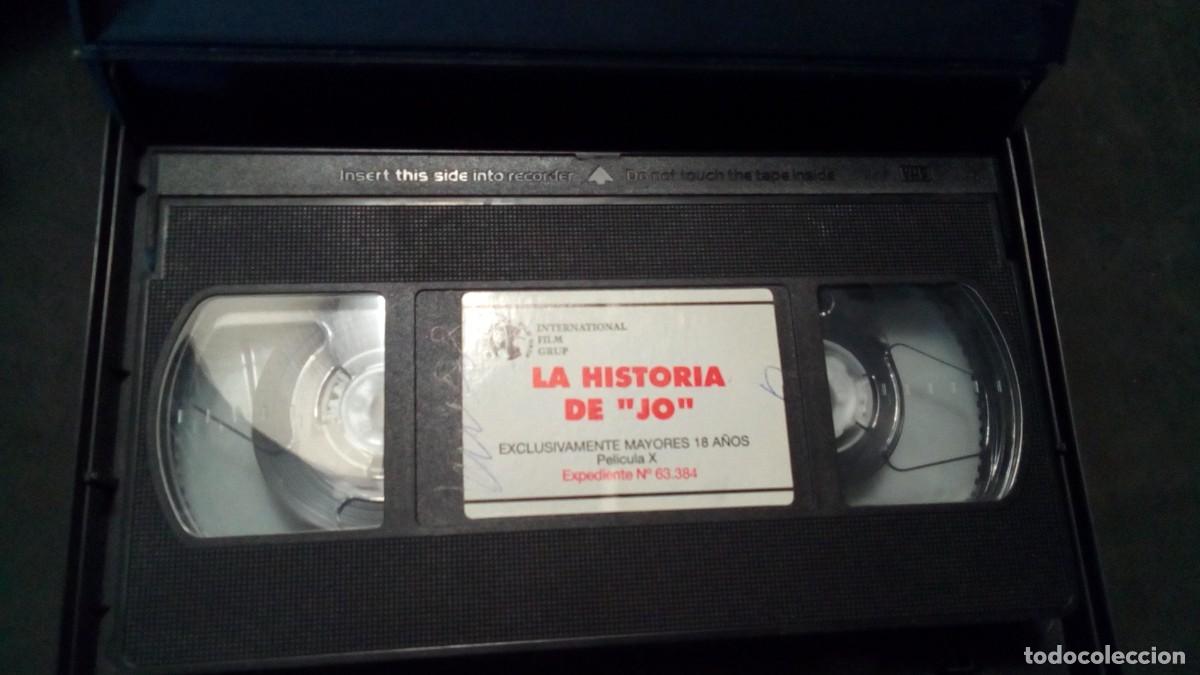 Insert this side into recorder Do not touch the tape inside VHS
INTERNATIONAL
FILM
GRUP
LA HISTORIA
DE "JO"
EXCLUSIVAMENTE MAYORES 18 AÑOS
Película X
Expediente Nº 63.384
todocoleccion